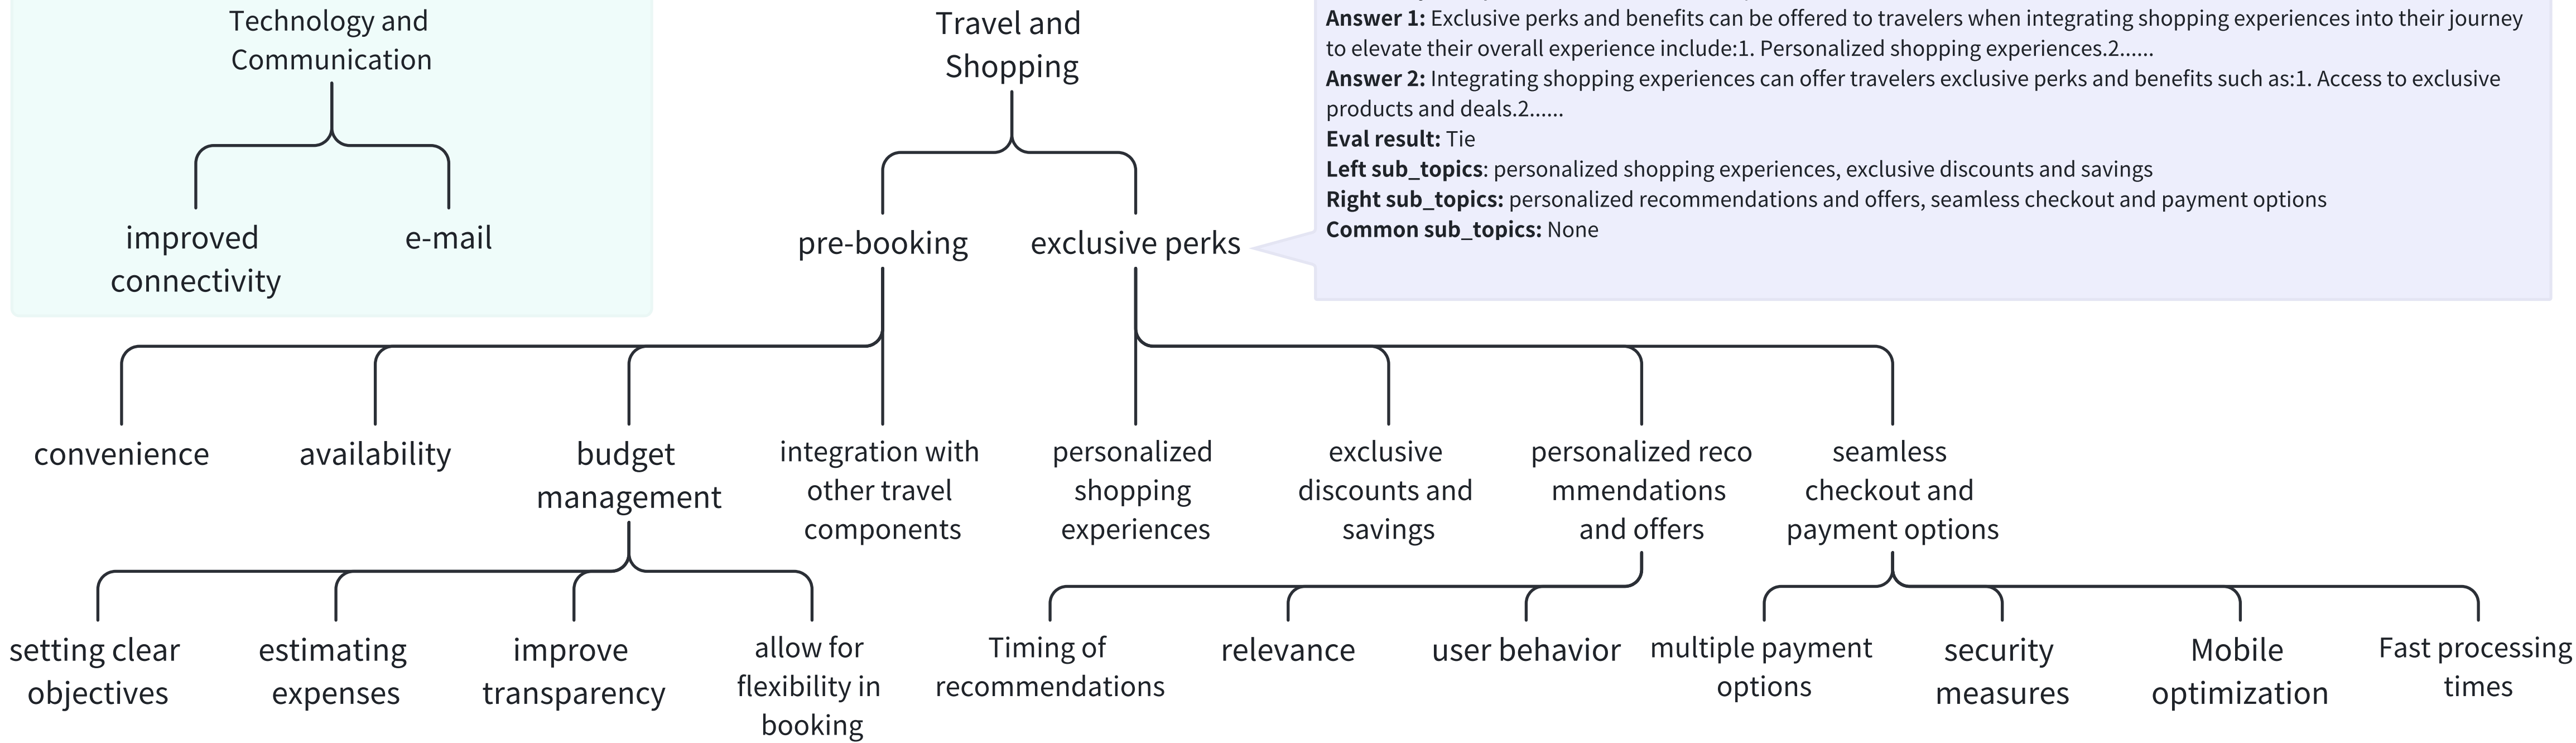 Technology and
Communication
improved
connectivity
e-mail
Travel and
Shopping
pre-booking
exclusive perks
Answer 1: Exclusive perks and benefits can be offered to travelers when integrating shopping experiences into their journey
to elevate their overall experience include:1. Personalized shopping experiences.2......
Answer 2: Integrating shopping experiences can offer travelers exclusive perks and benefits such as:1. Access to exclusive
products and deals.2......
Eval result: Tie
Left sub_topics: personalized shopping experiences, exclusive discounts and savings
Right sub_topics: personalized recommendations and offers, seamless checkout and payment options
Common sub_topics: None
convenience
availability
budget
management
integration with
other travel
components
personalized
shopping
experiences
exclusive
discounts and
savings
personalized reco
mmendations
and offers
seamless
checkout and
payment options
setting clear
objectives
estimating
expenses
improve
transparency
allow for
flexibility in
booking
Timing of
recommendations
relevance
user behavior
multiple payment
options
security
measures
Mobile
optimization
Fast processing
times